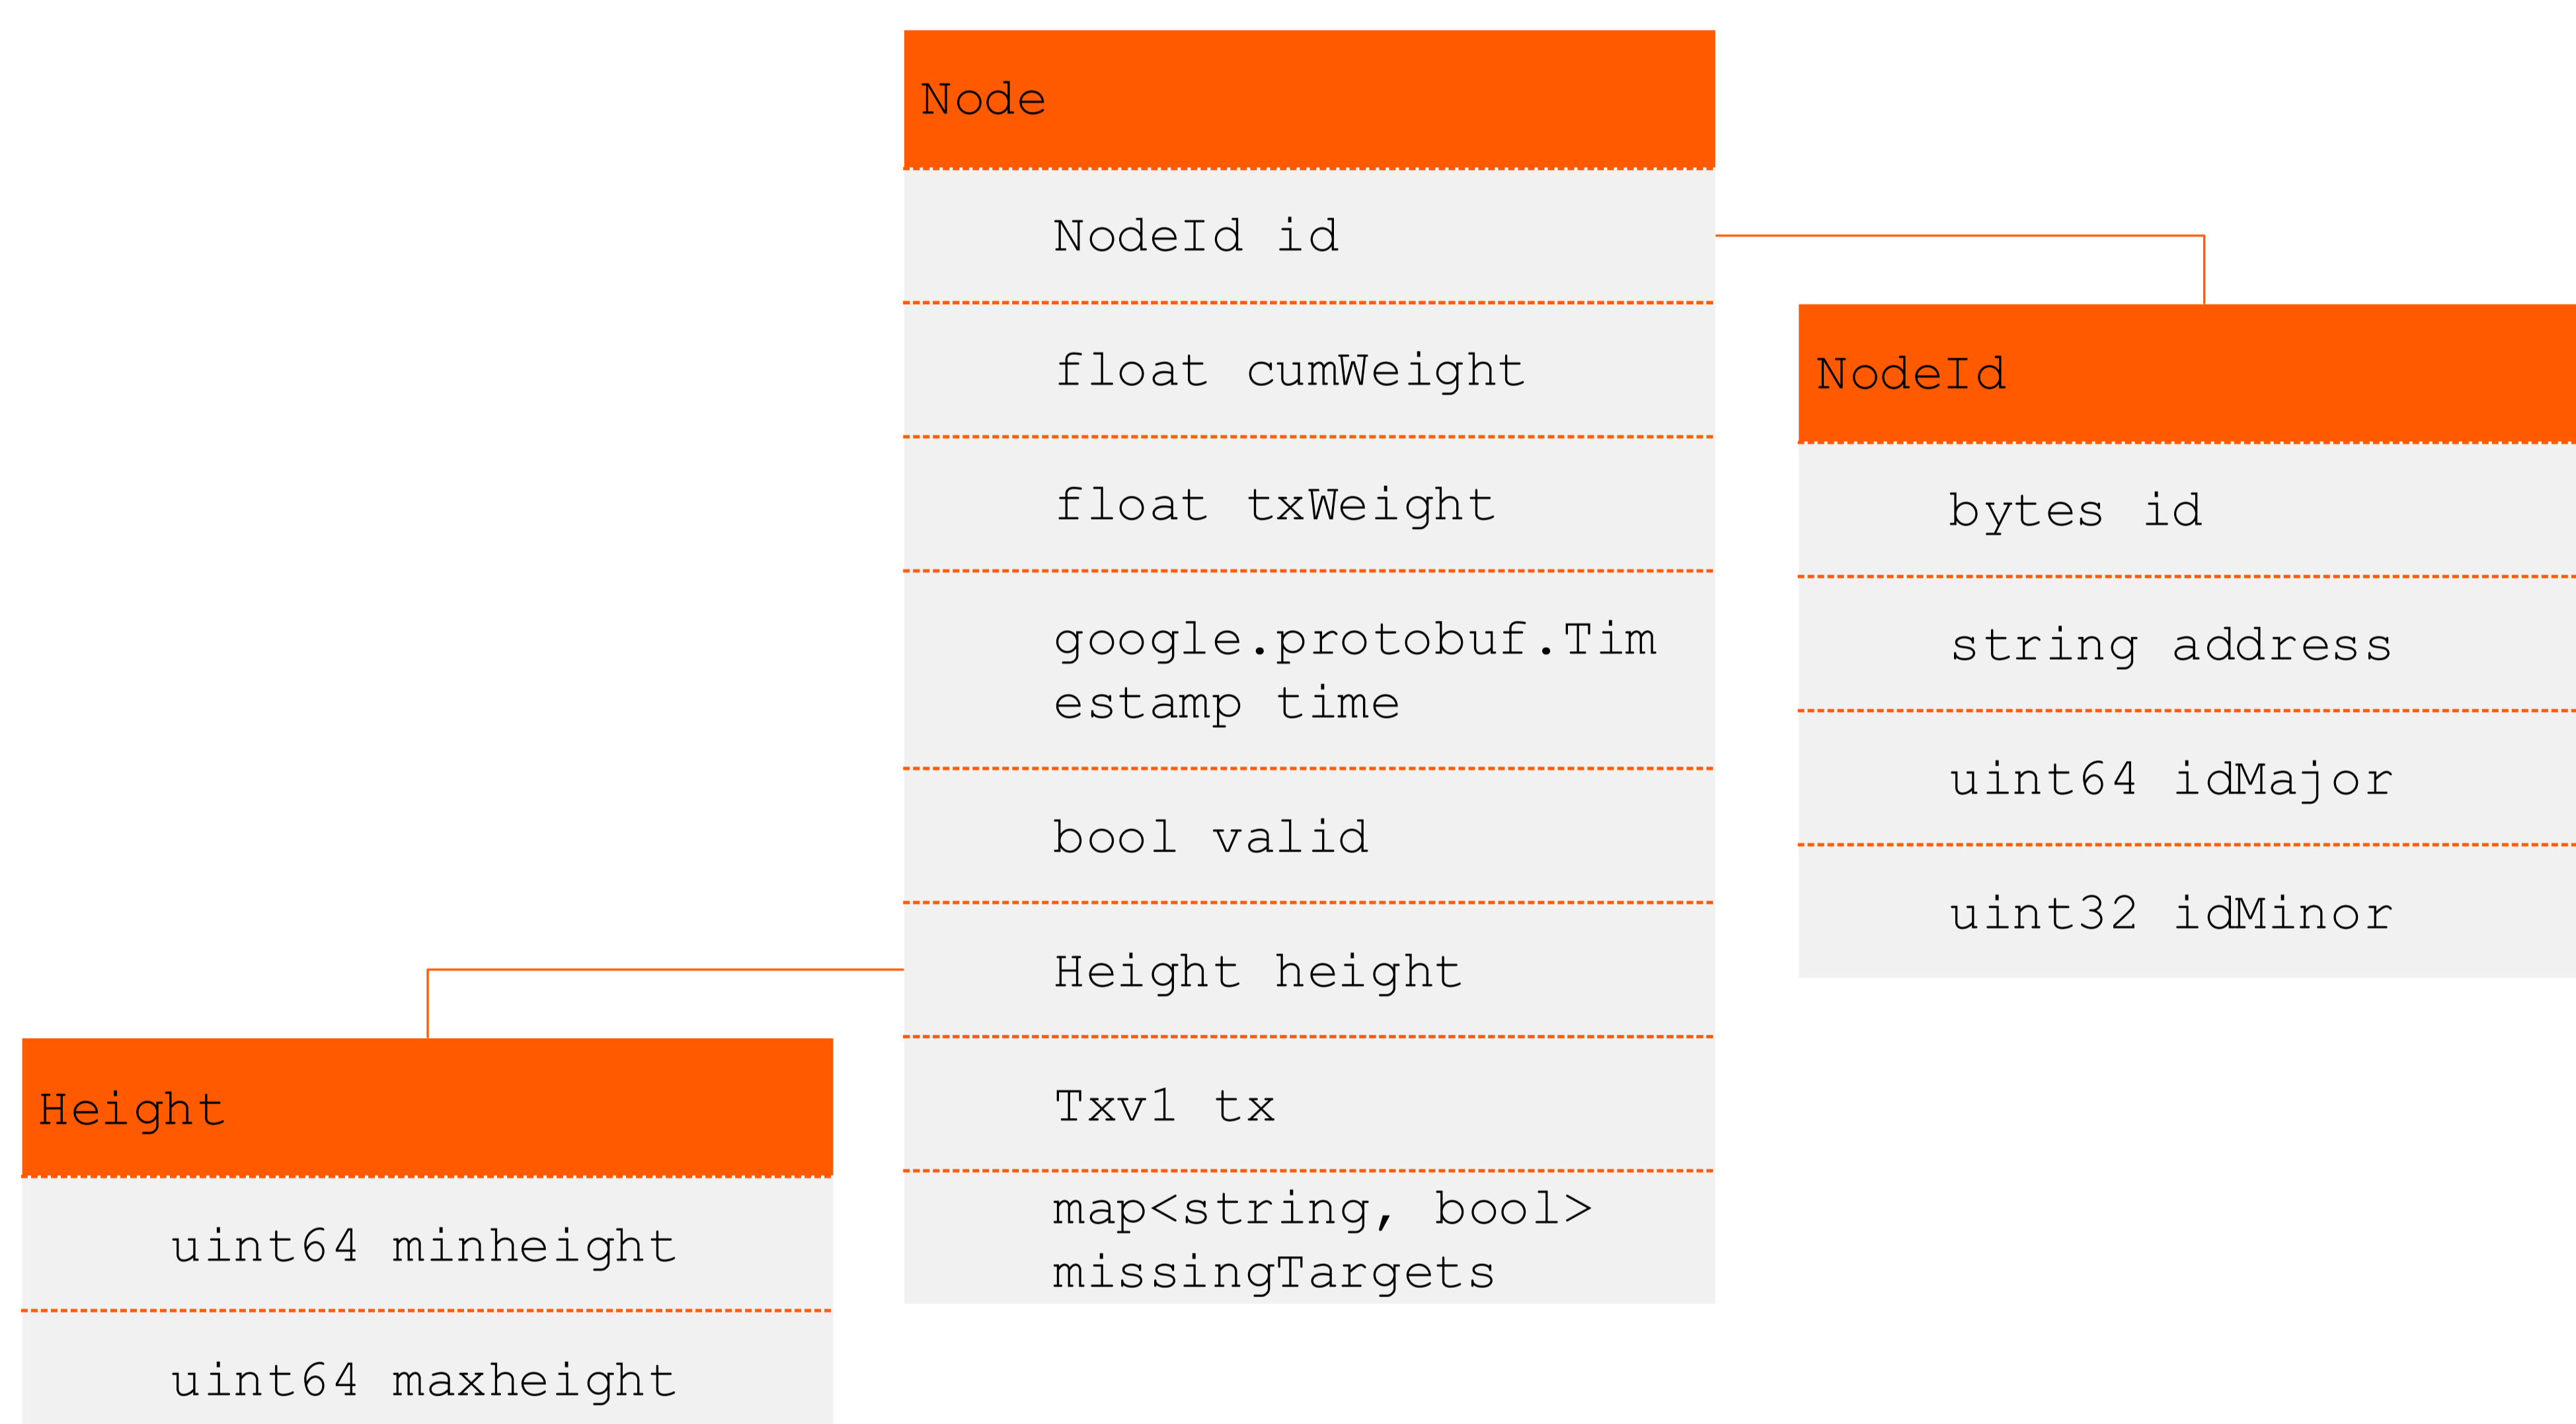 Node
NodeId id
float cumWeight
float txWeight
google.protobuf.Tim
estamp time
bool valid
Height height
Txv1 tx
map<string, bool>
missingTargets
NodeId
bytes id
string address
uint64 idMajor
uint32 idMinor
Height
uint64 minheight
uint64 maxheight